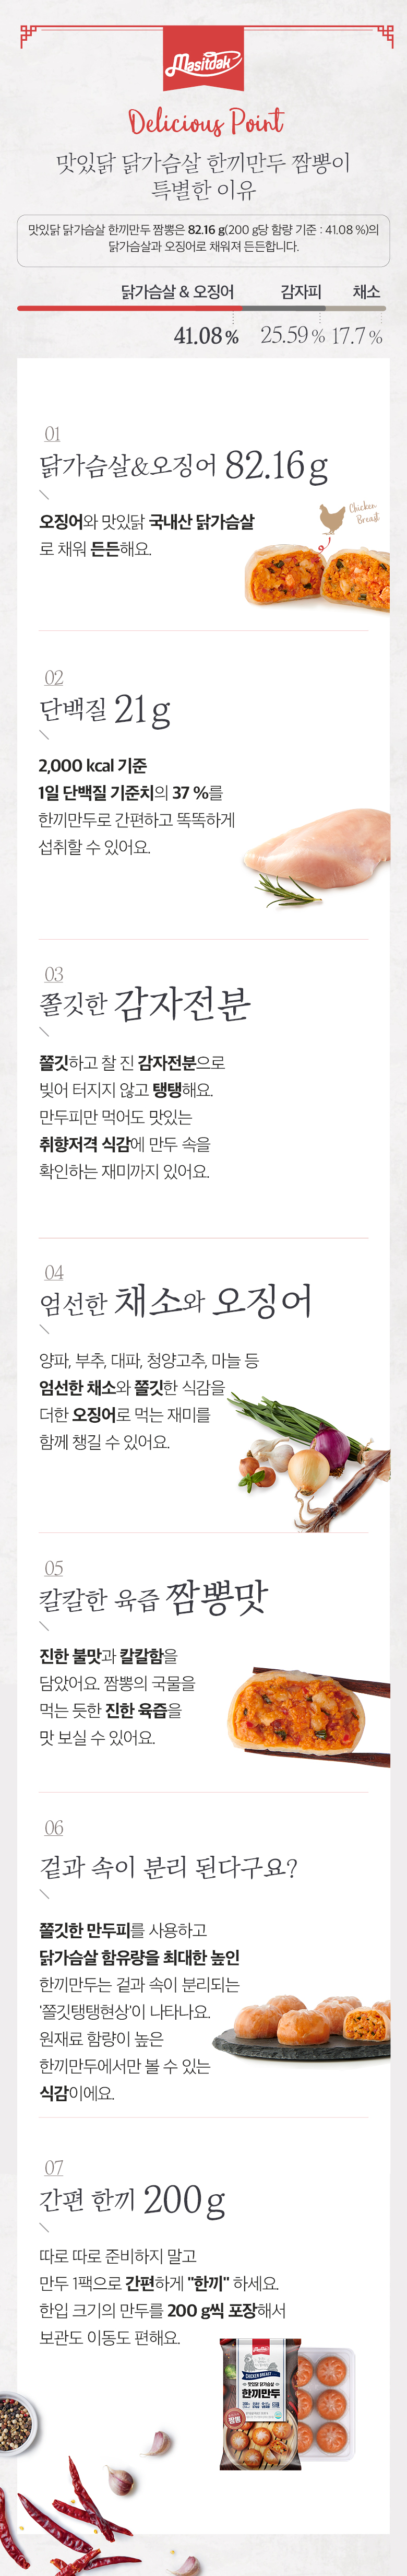 Masitdak
Delicious Point
맛있닭 닭가슴살 한끼만두 짬뽕이
특별한 이유
맛있닭 닭가슴살 한끼만두 짬뽕은 82.16 g(200 g당 함량 기준 : 41.08 %)의
닭가슴살과 오징어로 채워져 든든합니다.
닭가슴살 & 오징어 감자피 채소
41.08 % 25.59 % 17.7 %
01
닭가슴살&오징어 82.16 g
오징어와 맛있닭 국내산 닭가슴살
로 채워 든든해요.
Chicken
Breast
02
단백질 21 g
2,000 kcal 기준
1일 단백질 기준치의 37 %를
한끼만두로 간편하고 똑똑하게
섭취할 수 있어요.
03
쫄깃한 감자전분
쫄깃하고 찰 진 감자전분으로
빚어 터지지 않고 탱탱해요.
만두피만 먹어도 맛있는
취향저격 식감에 만두 속을
확인하는 재미까지 있어요.
04
엄선한 채소와 오징어
양파, 부추, 대파, 청양고추, 마늘 등
엄선한 채소와 쫄깃한 식감을
더한 오징어로 먹는 재미를
함께 챙길 수 있어요.
05
칼칼한 육즙 짬뽕맛
진한 불맛과 칼칼함을
담았어요. 짬뽕의 국물을
먹는 듯한 진한 육즙을
맛 보실 수 있어요.
06
겉과 속이 분리 된다구요?
쫄깃한 만두피를 사용하고
닭가슴살 함유량을 최대한 높인
한끼만두는 겉과 속이 분리되는
'쫄깃탱탱현상'이 나타나요.
원재료 함량이 높은
한끼만두에서만 볼 수 있는
식감이에요.
07
간편 한끼 200 g
따로 따로 준비하지 말고
만두 1팩으로 간편하게 "한끼" 하세요.
한입 크기의 만두를 200 g씩 포장해서
보관도 이동도 편해요.
CHICKEN BREAST
맛있닭 닭가슴살
한끼만두
짬뽕